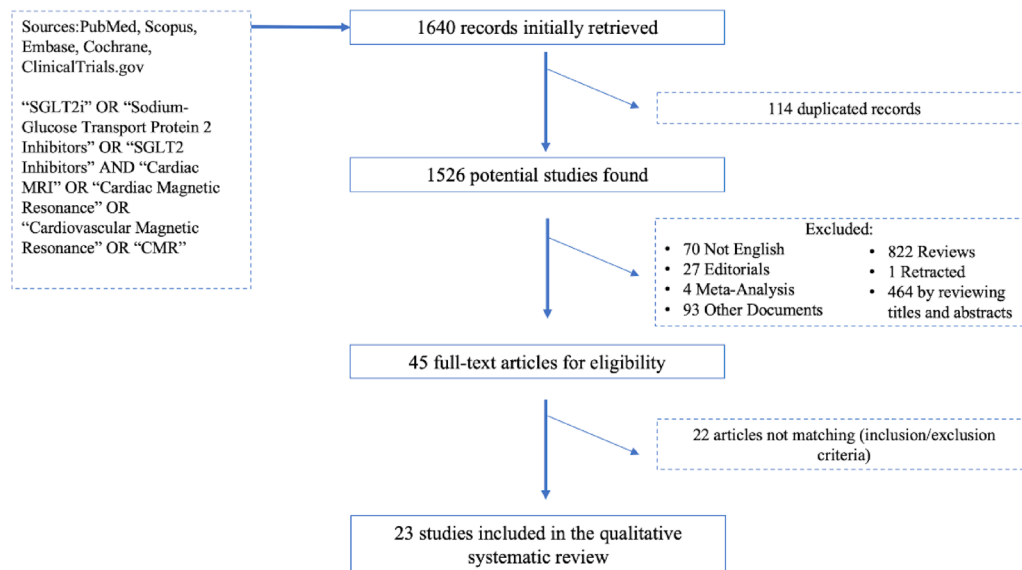 Sources:PubMed, Scopus,
Embase, Cochrane,
ClinicalTrials.gov
“SGLT2i” OR “Sodium-
Glucose Transport Protein 2
Inhibitors” OR “SGLT2
Inhibitors” AND “Cardiac
MRI” OR “Cardiac Magnetic
Resonance” OR
“Cardiovascular Magnetic
Resonance” OR “CMR”
1640 records initially retrieved
114 duplicated records
1526 potential studies found
Excluded:
• 70 Not English
• 27 Editorials
• 4 Meta-Analysis
• 93 Other Documents
• 822 Reviews
• 1 Retracted
• 464 by reviewing
titles and abstracts
45 full-text articles for eligibility
22 articles not matching (inclusion/exclusion
criteria)
23 studies included in the qualitative
systematic review